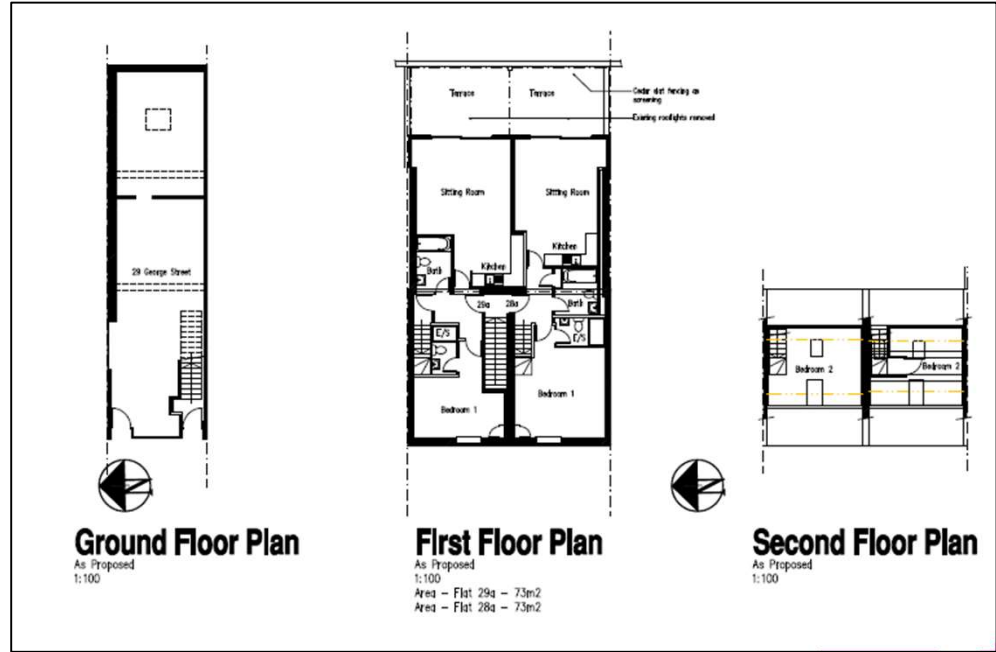 Terrace
Terrace
Cedar slat fencing as
screening
Existing rooflights removed
Sitting Room
Sitting Room
29 George Street
Kitchen
Bath
Kitchen
29a
28a
Bath
E/S
E/S
Bedroom 1
Bedroom 1
Bedroom 2
Bedroom 2
Ground Floor Plan
As Proposed
1:100
First Floor Plan
As Proposed
1:100
Area - Flat 29a - 73m2
Area - Flat 28a - 73m2
Second Floor Plan
As Proposed
1:100